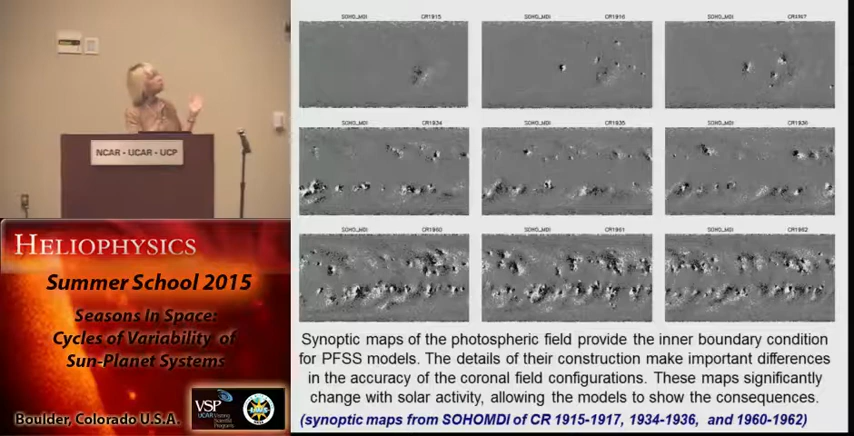 SOHO_MDI CR1915
SOHO_MDI CR1916
SOHO_MDI CR1917
SOHO_MDI CR1934
SOHO_MDI CR1935
SOHO_MDI CR1936
SOHO_MDI CR1960
SOHO_MDI CR1961
SOHO_MDI CR1962
NCAR - UCAR - UCP
HELIOPHYSICS
Summer School 2015
Seasons in Space:
Cycles of Variability of
Sun-Planet Systems
VSP
UCAR Visiting
Scientist
Programs
Boulder, Colorado U.S.A.
Synoptic maps of the photospheric field provide the inner boundary condition
for PFSS models. The details of their construction make important differences
in the accuracy of the coronal field configurations. These maps significantly
change with solar activity, allowing the models to show the consequences.
(synoptic maps from SOHOMDI of CR 1915-1917, 1934-1936, and 1960-1962)